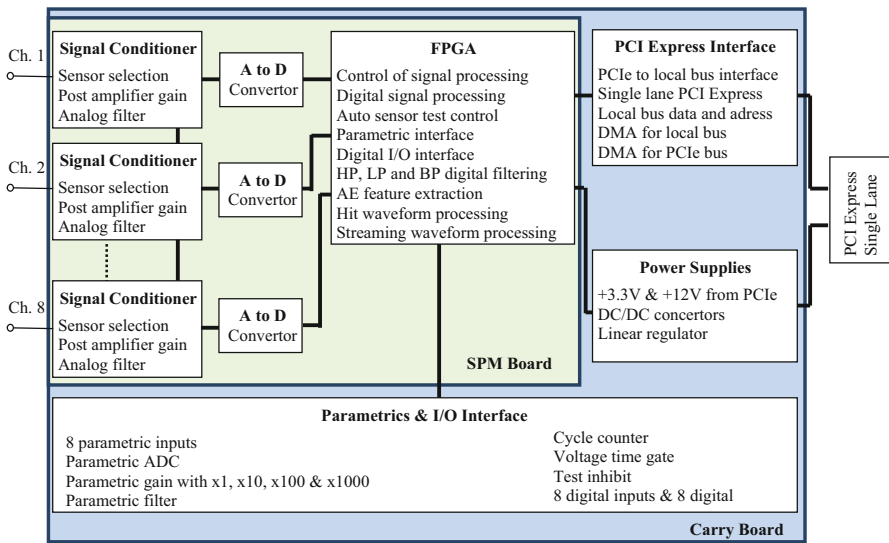 Ch. 1
Signal Conditioner
Sensor selection
Post amplifier gain
Analog filter
A to D
Convertor
Ch. 2
Signal Conditioner
Sensor selection
Post amplifier gain
Analog filter
A to D
Convertor
Ch. 8
Signal Conditioner
Sensor selection
Post amplifier gain
Analog filter
A to D
Convertor
FPGA
Control of signal processing
Digital signal processing
Auto sensor test control
Parametric interface
Digital I/O interface
HP, LP and BP digital filtering
AE feature extraction
Hit waveform processing
Streaming waveform processing
SPM Board
PCI Express Interface
PCIe to local bus interface
Single lane PCI Express
Local bus data and adress
DMA for local bus
DMA for PCIe bus
Power Supplies
+3.3V & +12V from PCIe
DC/DC concertors
Linear regulator
PCI Express
Single Lane
Parametrics & I/O Interface
8 parametric inputs
Parametric ADC
Parametric gain with x1, x10, x100 & x1000
Parametric filter
Cycle counter
Voltage time gate
Test inhibit
8 digital inputs & 8 digital
Carry Board